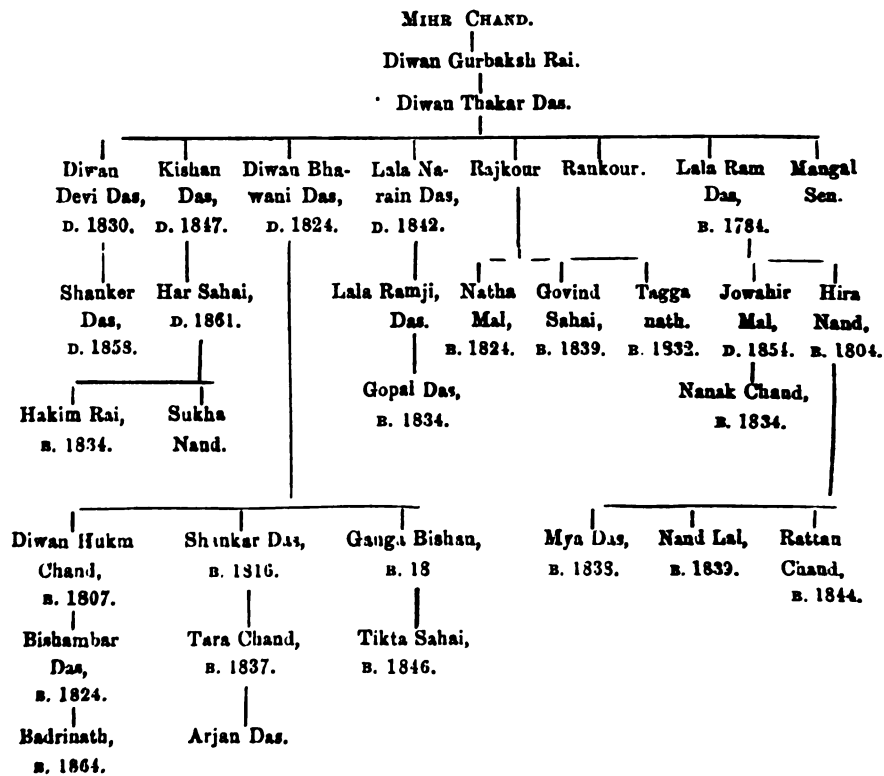 MIHR CHAND.
Diwan Gurbaksh Rai.
Diwan Thakar Das.
Diwan Kishan Diwan Bha- Lala Na- Rajkour Rankour. Lala Ram Mangal
Devi Das, Das, wani Das, rain Das, Das, Sen.
D. 1830. D. 1847. D. 1824. D. 1842. B. 1784.
Shanker Har Sahai, Lala Ramji, Natha Govind Tagga Jowahir Hira
Das, D. 1861. Das. Mal, Sahai, nath. Mal, Nand,
D. 1858. B. 1824. B. 1839. B. 1832. D. 1854. B. 1804.
Hakim Rai, Sukha Gopal Das, Nanak Chand,
B. 1834. Nand. B. 1834. B. 1834.
Diwan Hukm Shunkar Das, Ganga Bishan, Mya Das, Nand Lal, Rattan
Chand, B. 1816. B. 18 B. 1838. B. 1839. Chand,
B. 1807. B. 1844.
Bishambar Tara Chand, Tikta Sahai,
Das, B. 1837. B. 1846.
B. 1824.
Badrinath, Arjan Das.
B. 1864.